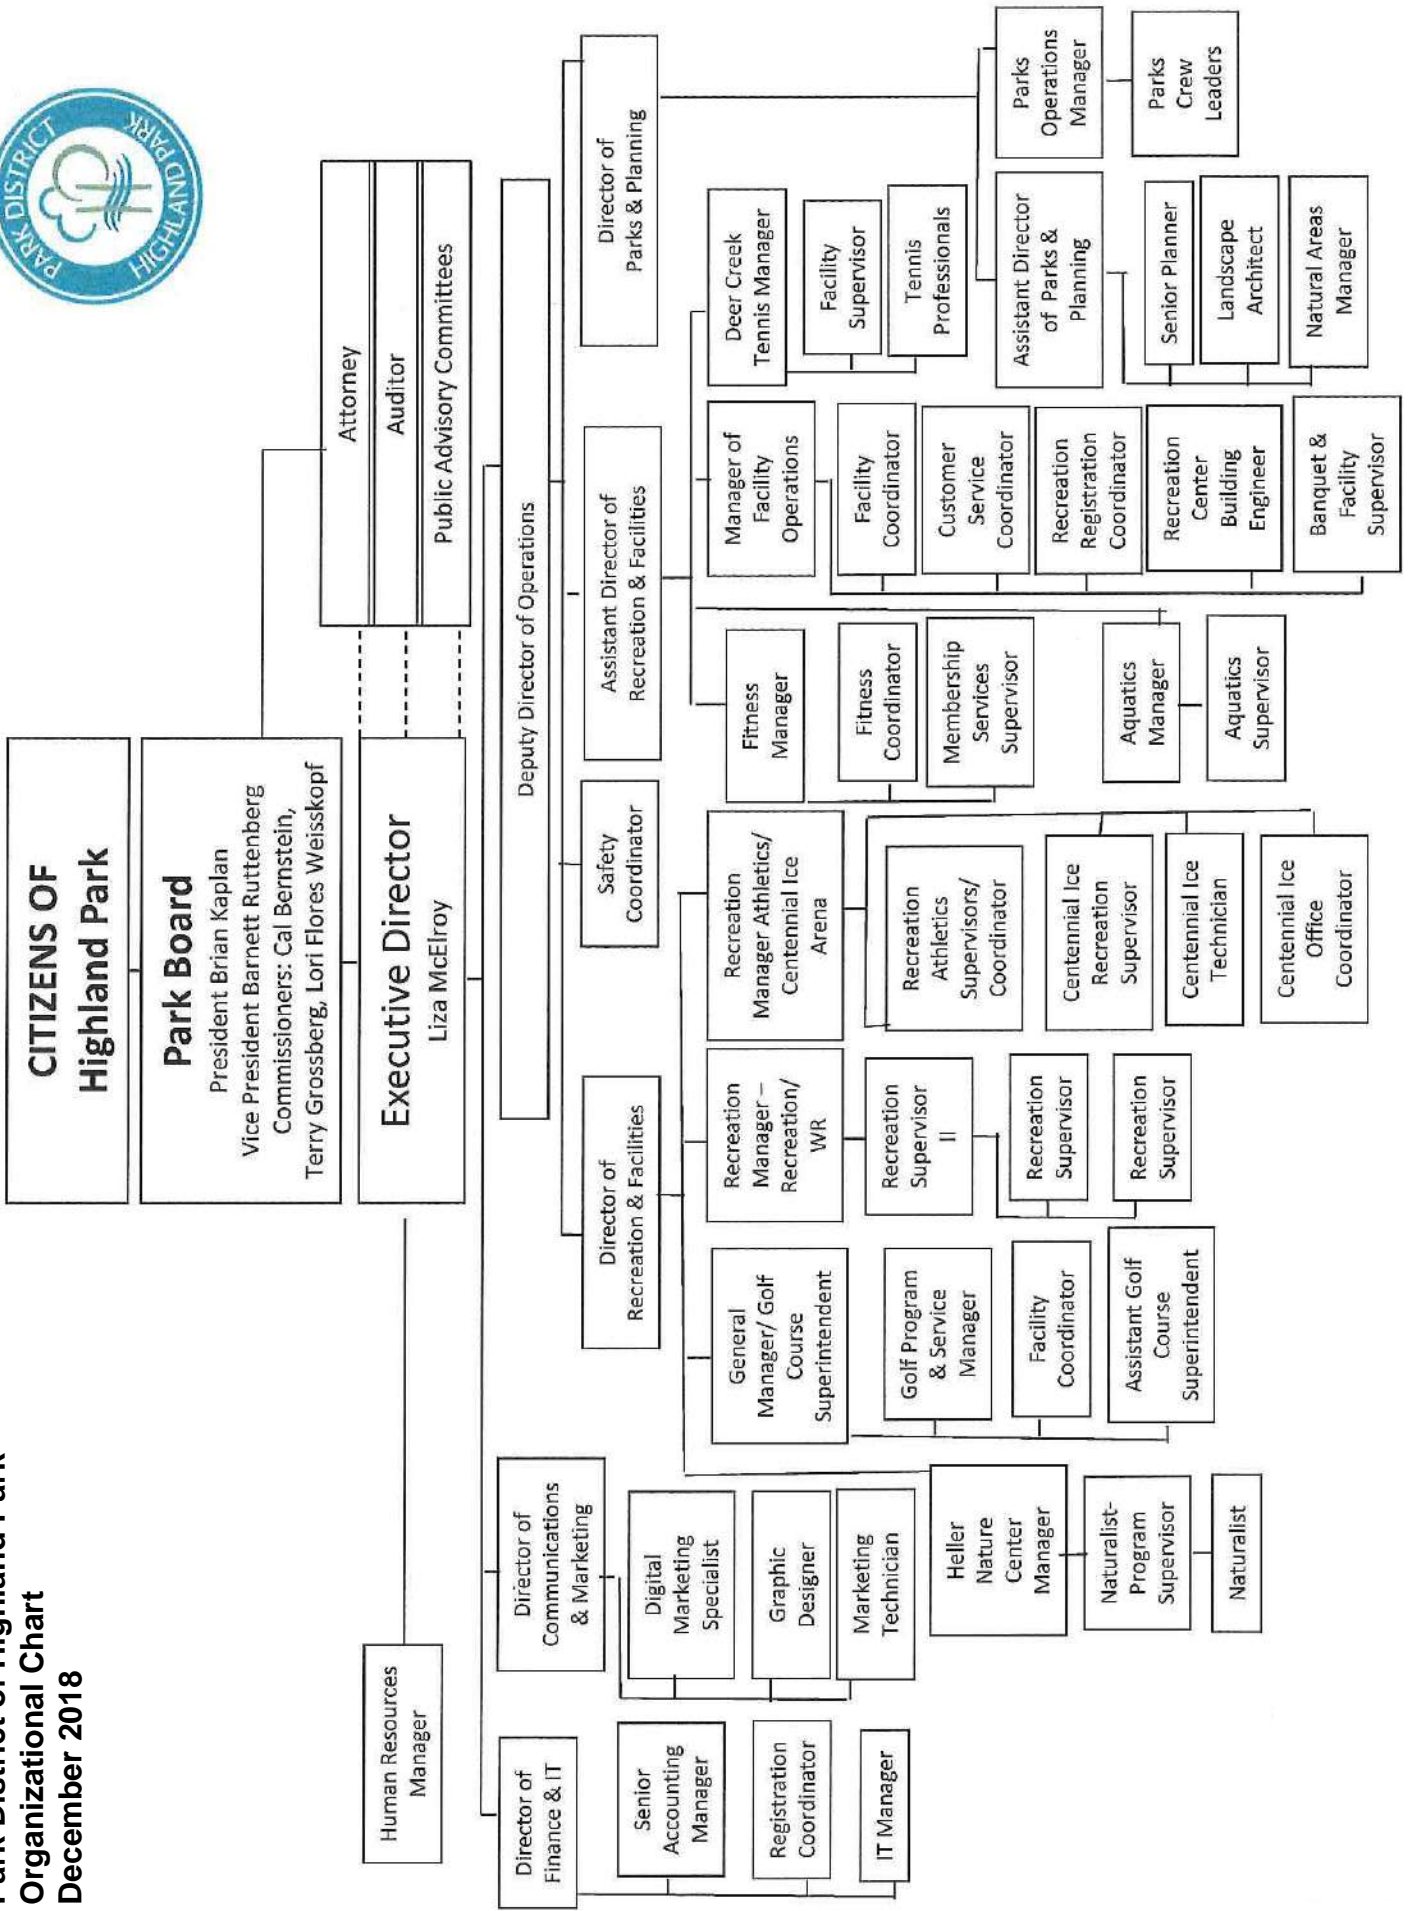 Park District of Highland Park
Organizational Chart
December 2018
PARK DISTRICT
HIGHLAND PARK
HIGHLAND PARK
CITIZENS OF
Highland Park
Park Board
President Brian Kaplan
Vice President Barnett Ruttenberg
Commissioners: Cal Bernstein,
Terry Grossberg, Lori Flores Weisskopf
Attorney
Auditor
Public Advisory Committees
Human Resources
Manager
Executive Director
Liza McElroy
Director of
Finance & IT
Director of
Communications
& Marketing
Deputy Director of Operations
Director of
Recreation & Facilities
Safety
Coordinator
Assistant Director of
Recreation & Facilities
Director of
Parks & Planning
Senior
Accounting
Manager
Registration
Coordinator
IT Manager
Digital
Marketing
Specialist
Graphic
Designer
Marketing
Technician
Heller
Nature
Center
Manager
Naturalist-
Program
Supervisor
Naturalist
General
Manager/ Golf
Course
Superintendent
Golf Program
& Service
Manager
Facility
Coordinator
Assistant Golf
Course
Superintendent
Recreation
Manager –
Recreation/
WR
Recreation
Supervisor
II
Recreation
Supervisor
Recreation
Supervisor
Recreation
Manager Athletics/
Centennial Ice
Arena
Recreation
Athletics
Supervisors/
Coordinator
Centennial Ice
Recreation
Supervisor
Centennial Ice
Technician
Centennial Ice
Office
Coordinator
Fitness
Manager
Fitness
Coordinator
Membership
Services
Supervisor
Aquatics
Manager
Aquatics
Supervisor
Manager of
Facility
Operations
Facility
Coordinator
Customer
Service
Coordinator
Recreation
Registration
Coordinator
Recreation
Center
Building
Engineer
Banquet &
Facility
Supervisor
Deer Creek
Tennis Manager
Facility
Supervisor
Tennis
Professionals
Assistant Director
of Parks &
Planning
Senior Planner
Landscape
Architect
Natural Areas
Manager
Parks
Operations
Manager
Parks
Crew
Leaders